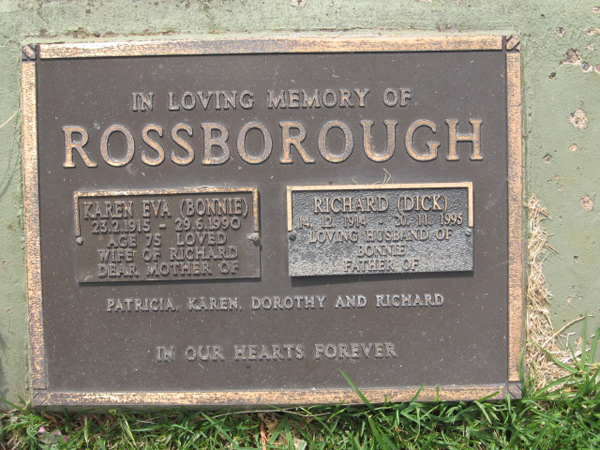 IN LOVING MEMORY OF
ROSSBOROUGH
KAREN EVA (BONNIE)
23.2.1915 - 29.6.1990
AGE 75 LOVED
WIFE OF RICHARD
DEAR MOTHER OF
RICHARD (DICK)
14.12.1914 - 20.11.1995
LOVING HUSBAND OF
BONNIE
FATHER OF
PATRICIA, KAREN, DOROTHY AND RICHARD
IN OUR HEARTS FOREVER